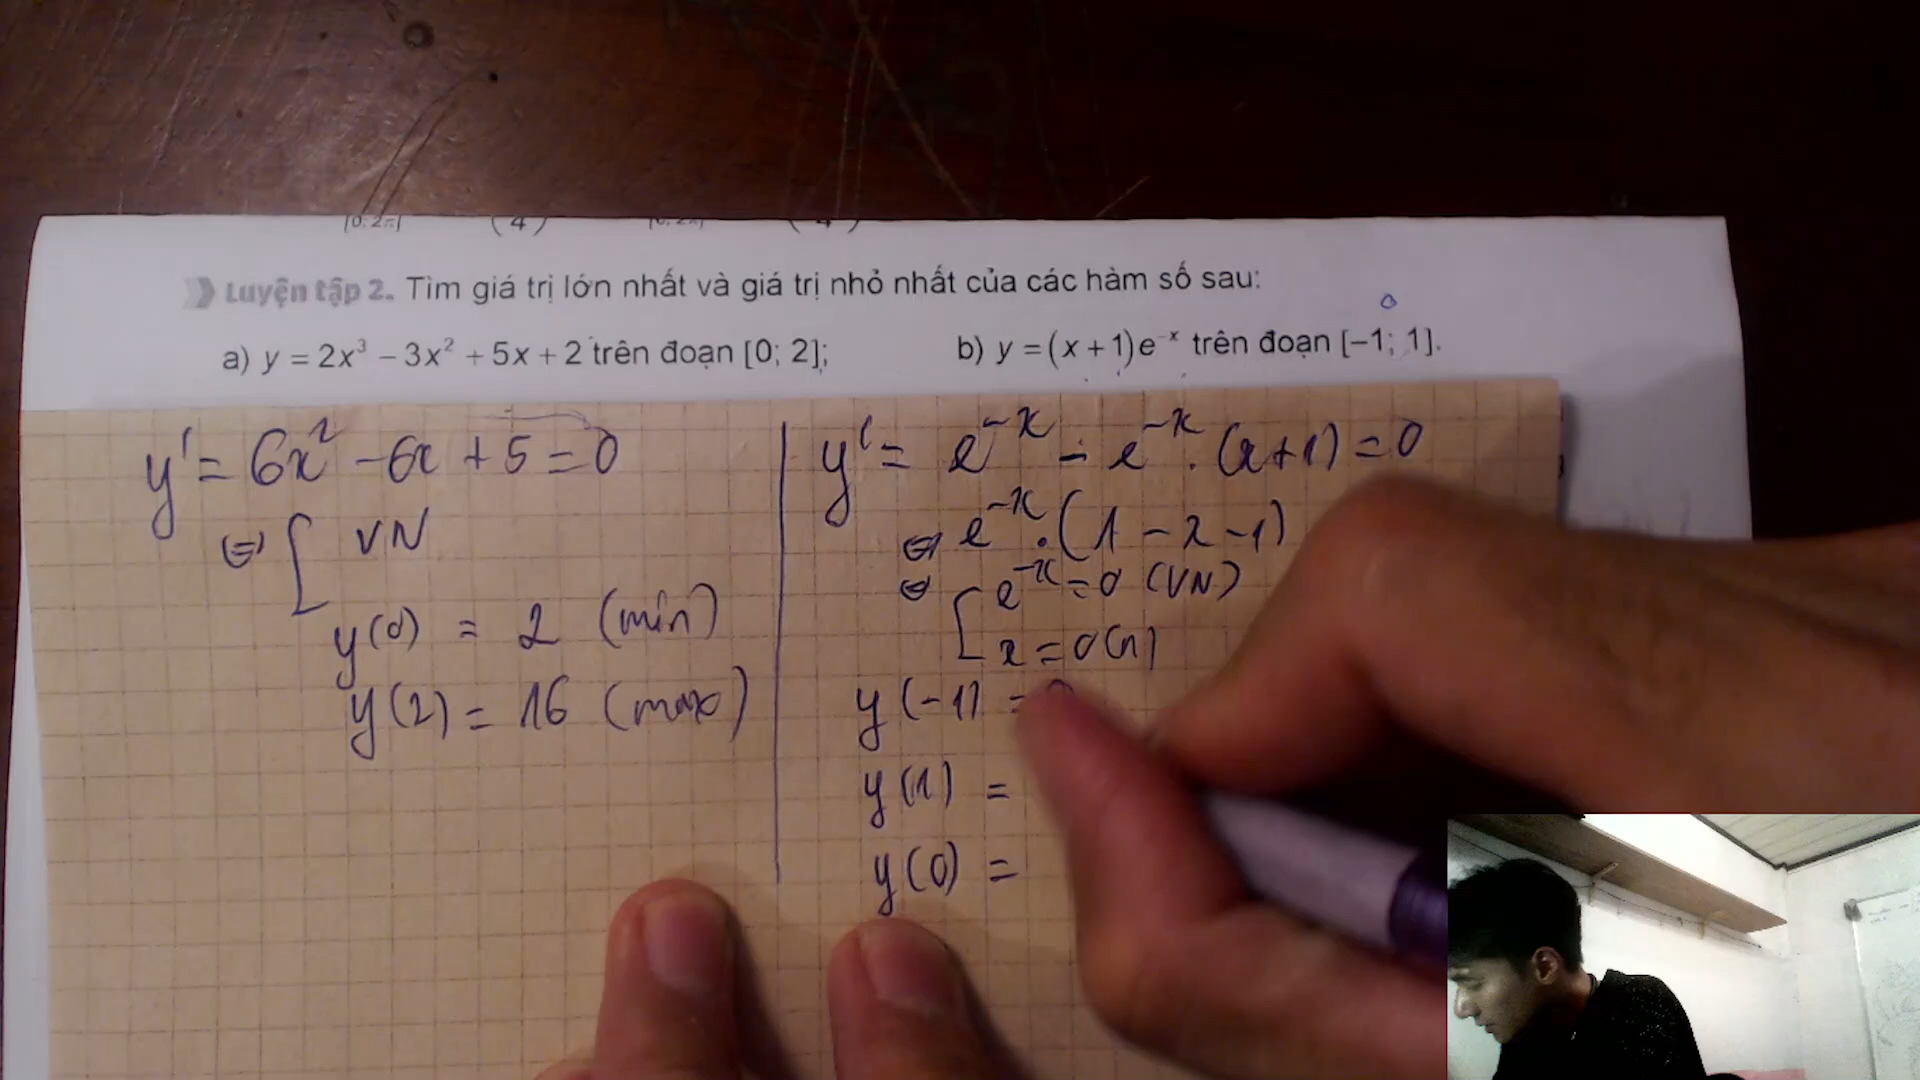 Luyện tập 2. Tìm giá trị lớn nhất và giá trị nhỏ nhất của các hàm số sau:
a) y = 2x³ − 3x² + 5x + 2 trên đoạn [0; 2];
b) y = (x + 1)e⁻ˣ trên đoạn [−1; 1].
y' = 6x² − 6x + 5 = 0
⇔ [ VN
y(0) = 2 (min)
y(2) = 16 (max)
y' = e⁻ˣ − e⁻ˣ . (x+1) = 0
⇔ e⁻ˣ . (1 − x − 1)
⇔ [ e⁻ˣ = 0 (VN)
x = 0 (n)
y(−1) =
y(1) =
y(0) =